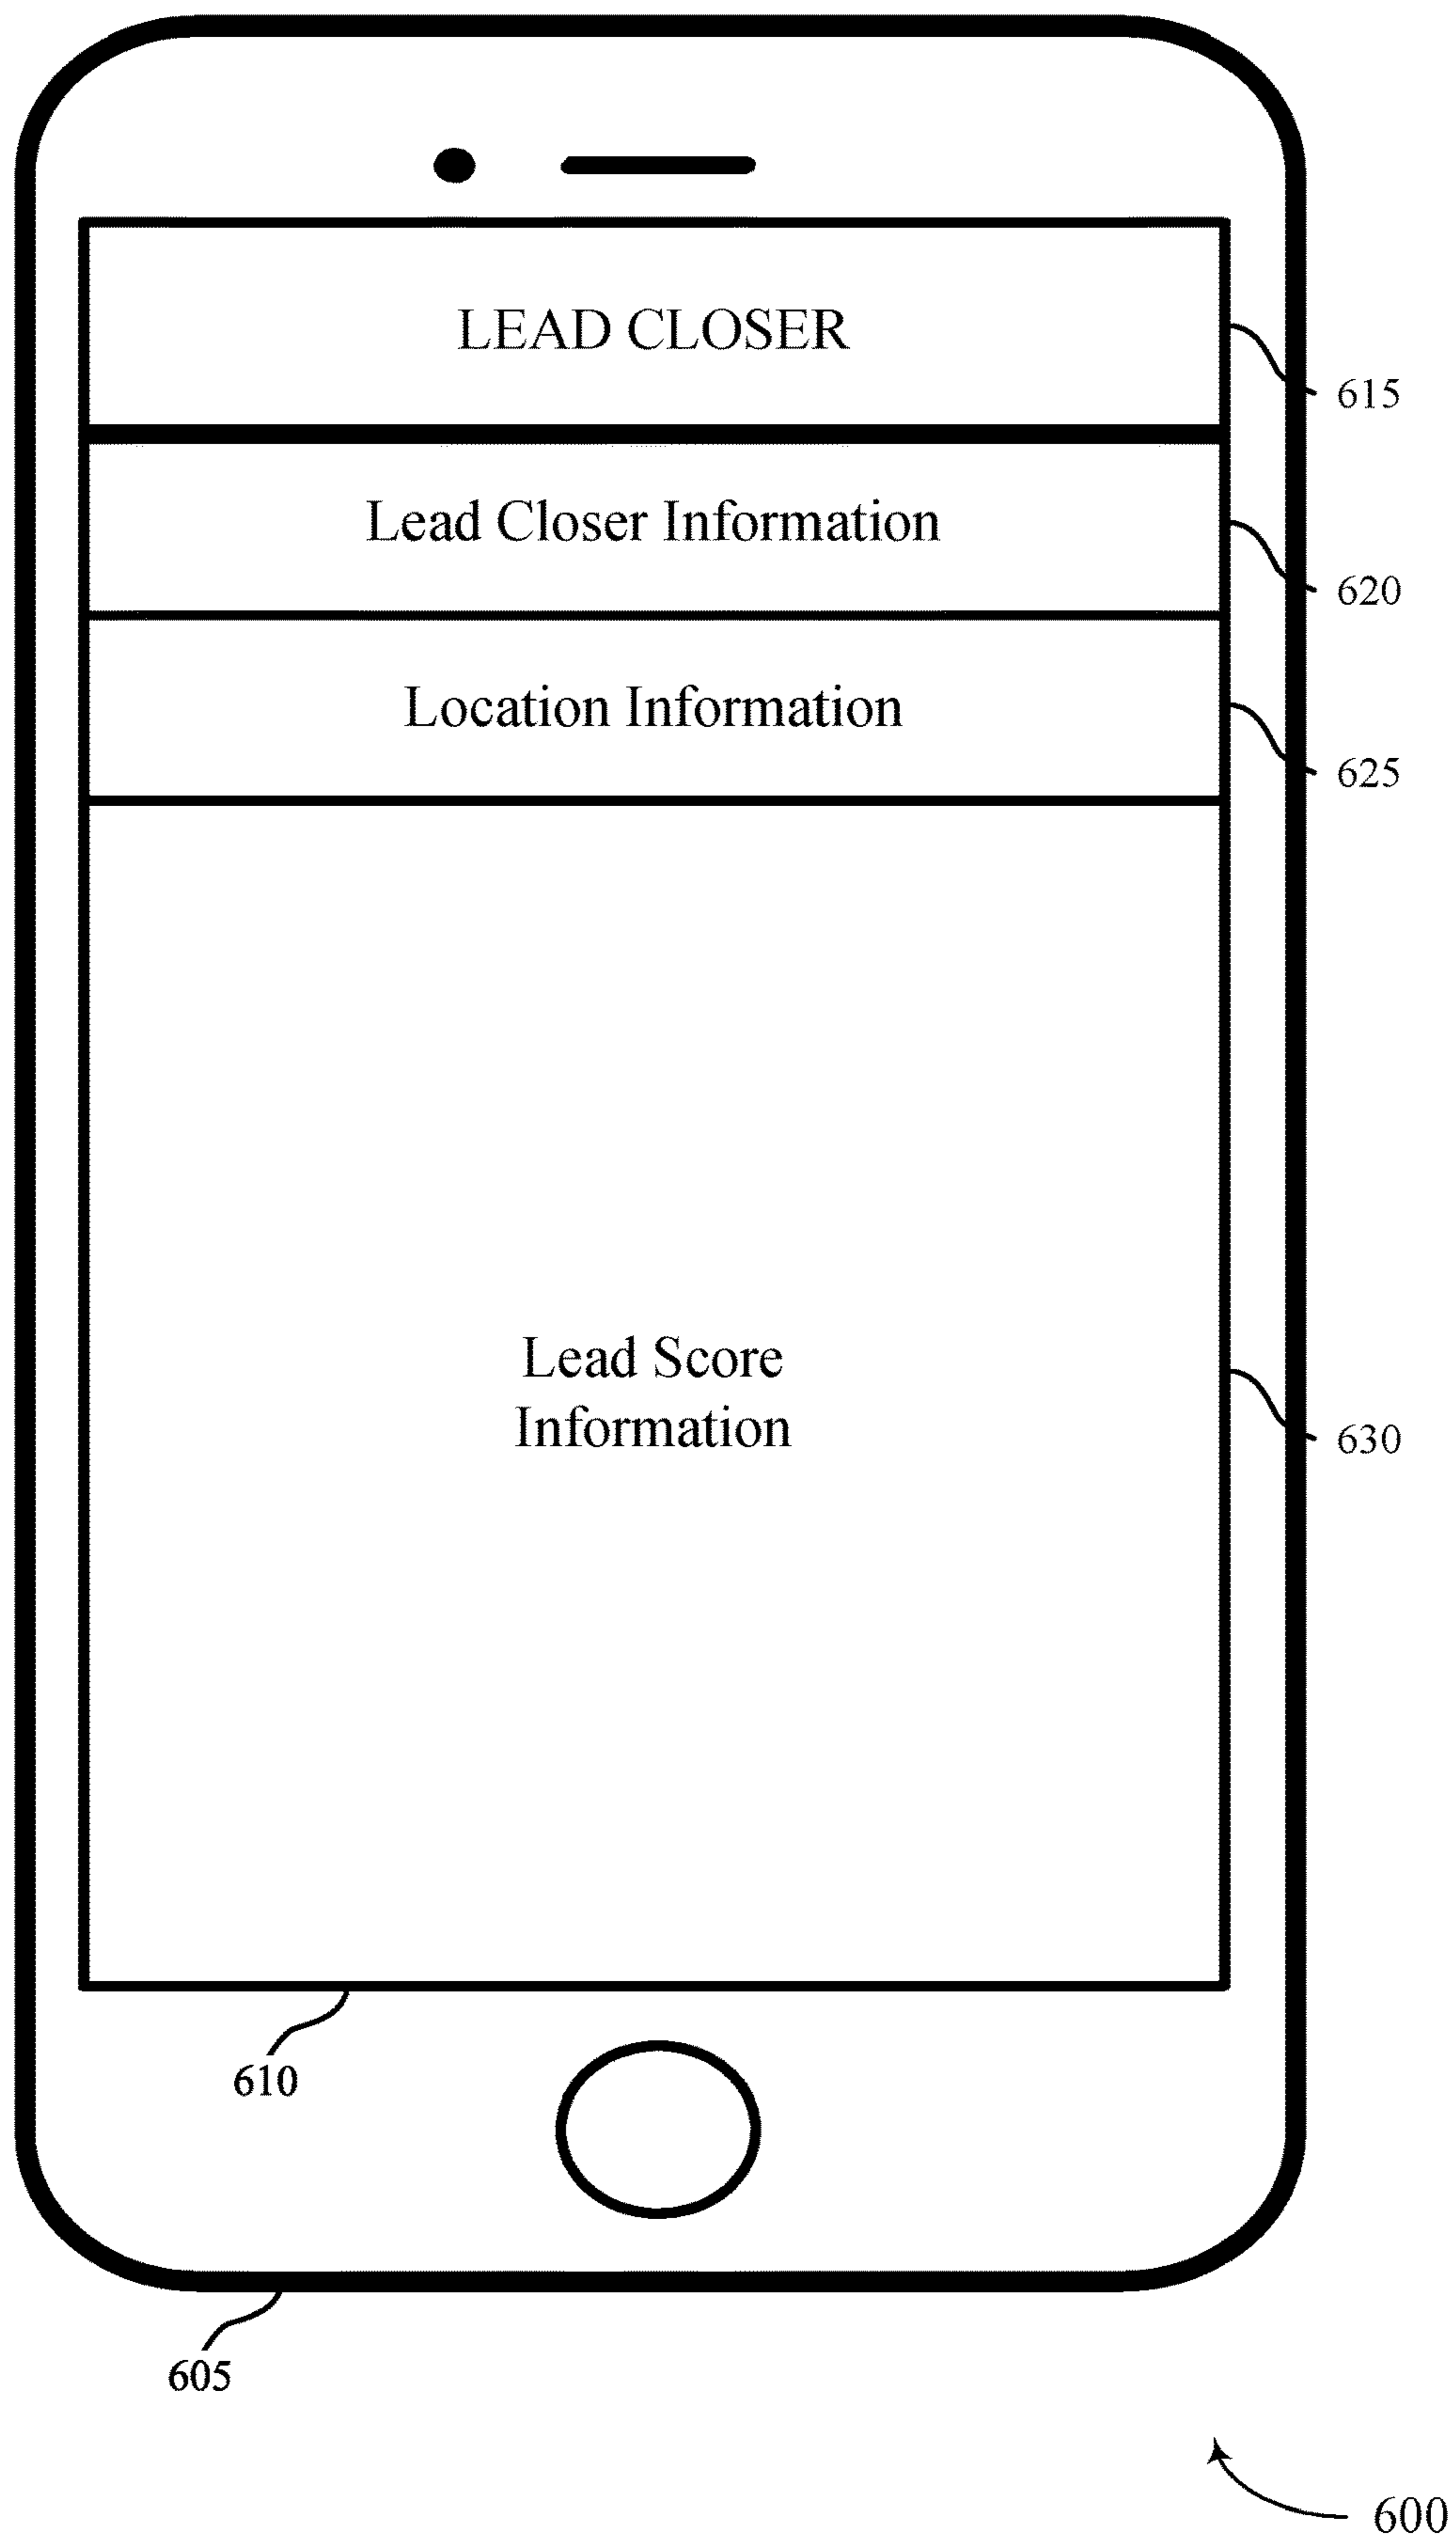 LEAD CLOSER
615
Lead Closer Information
620
Location Information
625
Lead Score
Information
630
610
605
600